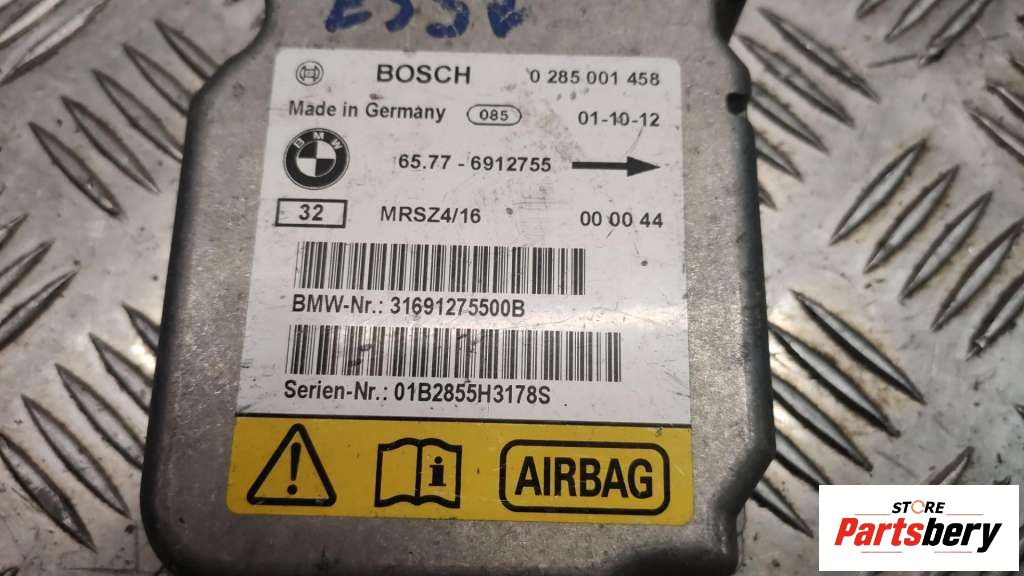 BOSCH 0 285 001 458
Made in Germany 085 01-10-12
BMW 65.77 - 6912755
32 MRSZ4/16 00 00 44
BMW-Nr.: 31691275500B
Serien-Nr.: 01B2855H3178S
AIRBAG
STORE
Partsbery